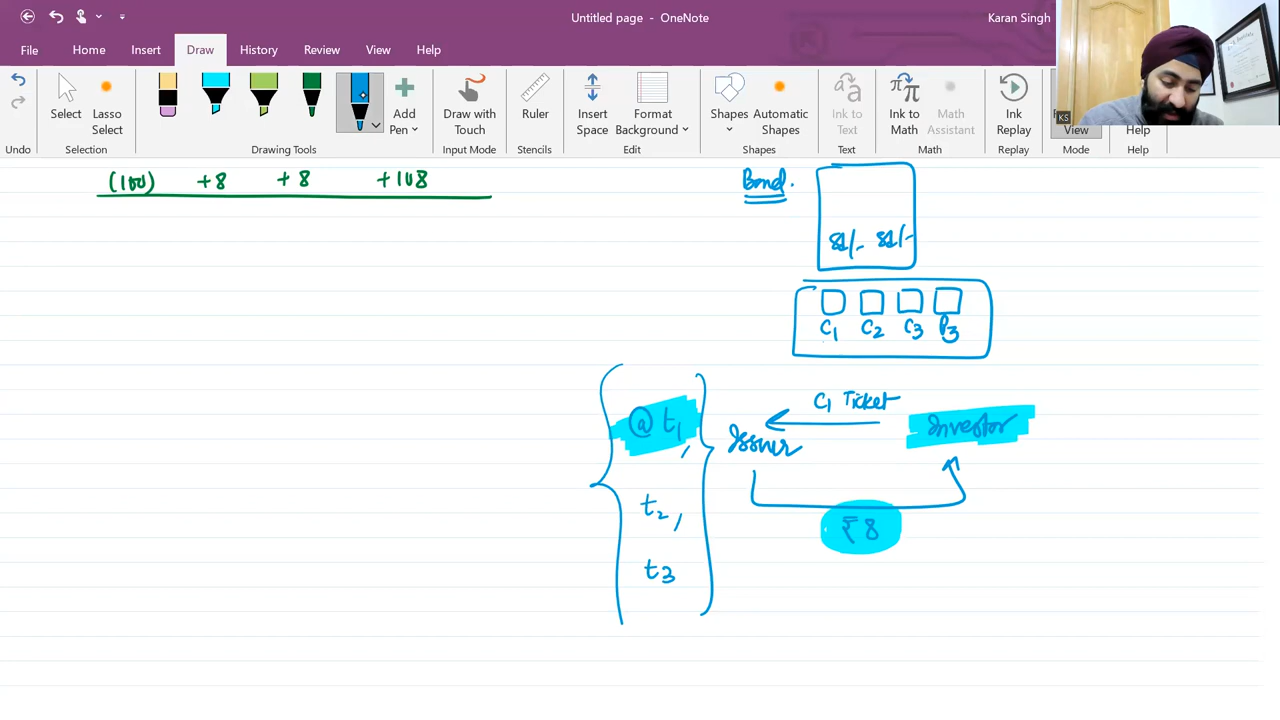 Untitled page - OneNote
Karan Singh
File Home Insert Draw History Review View Help
Select
Lasso Select
Add Pen
Draw with Touch
Ruler
Insert Space
Format Background
Shapes
Automatic Shapes
Ink to Text
Ink to Math
Math Assistant
Ink Replay
View
Help
KS
Undo Selection Drawing Tools Input Mode Stencils Edit Shapes Text Math Replay Mode Help
(100) +8 +8 +108
Bond.
C1 C2 C3 P3
@ t1,
C1 Ticket
Issuer
Investor
t2,
₹8
t3